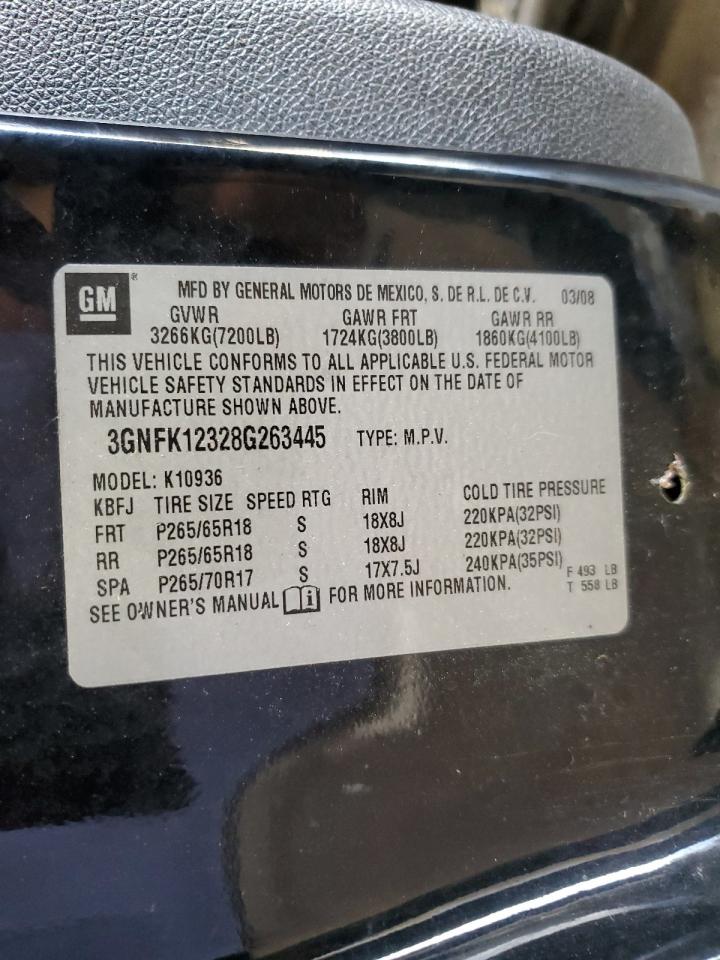 GM®
MFD BY GENERAL MOTORS DE MEXICO, S. DE R.L. DE C.V. 03/08
GVWR GAWR FRT GAWR RR
3266KG(7200LB) 1724KG(3800LB) 1860KG(4100LB)
THIS VEHICLE CONFORMS TO ALL APPLICABLE U.S. FEDERAL MOTOR
VEHICLE SAFETY STANDARDS IN EFFECT ON THE DATE OF
MANUFACTURE SHOWN ABOVE.
3GNFK12328G263445 TYPE: M.P.V.
MODEL: K10936
KBFJ TIRE SIZE SPEED RTG RIM COLD TIRE PRESSURE
FRT P265/65R18 S 18X8J 220KPA(32PSI)
RR P265/65R18 S 18X8J 220KPA(32PSI)
SPA P265/70R17 S 17X7.5J 240KPA(35PSI)
F 493 LB
T 558 LB
SEE OWNER'S MANUAL i FOR MORE INFORMATION.